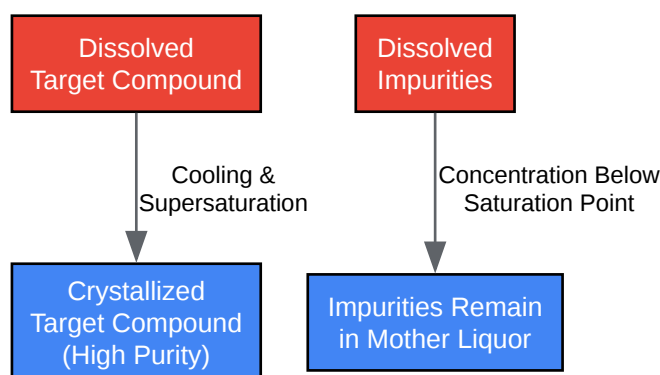 Dissolved
Target Compound
Dissolved
Impurities
Cooling &
Supersaturation
Concentration Below
Saturation Point
Crystallized
Target Compound
(High Purity)
Impurities Remain
in Mother Liquor